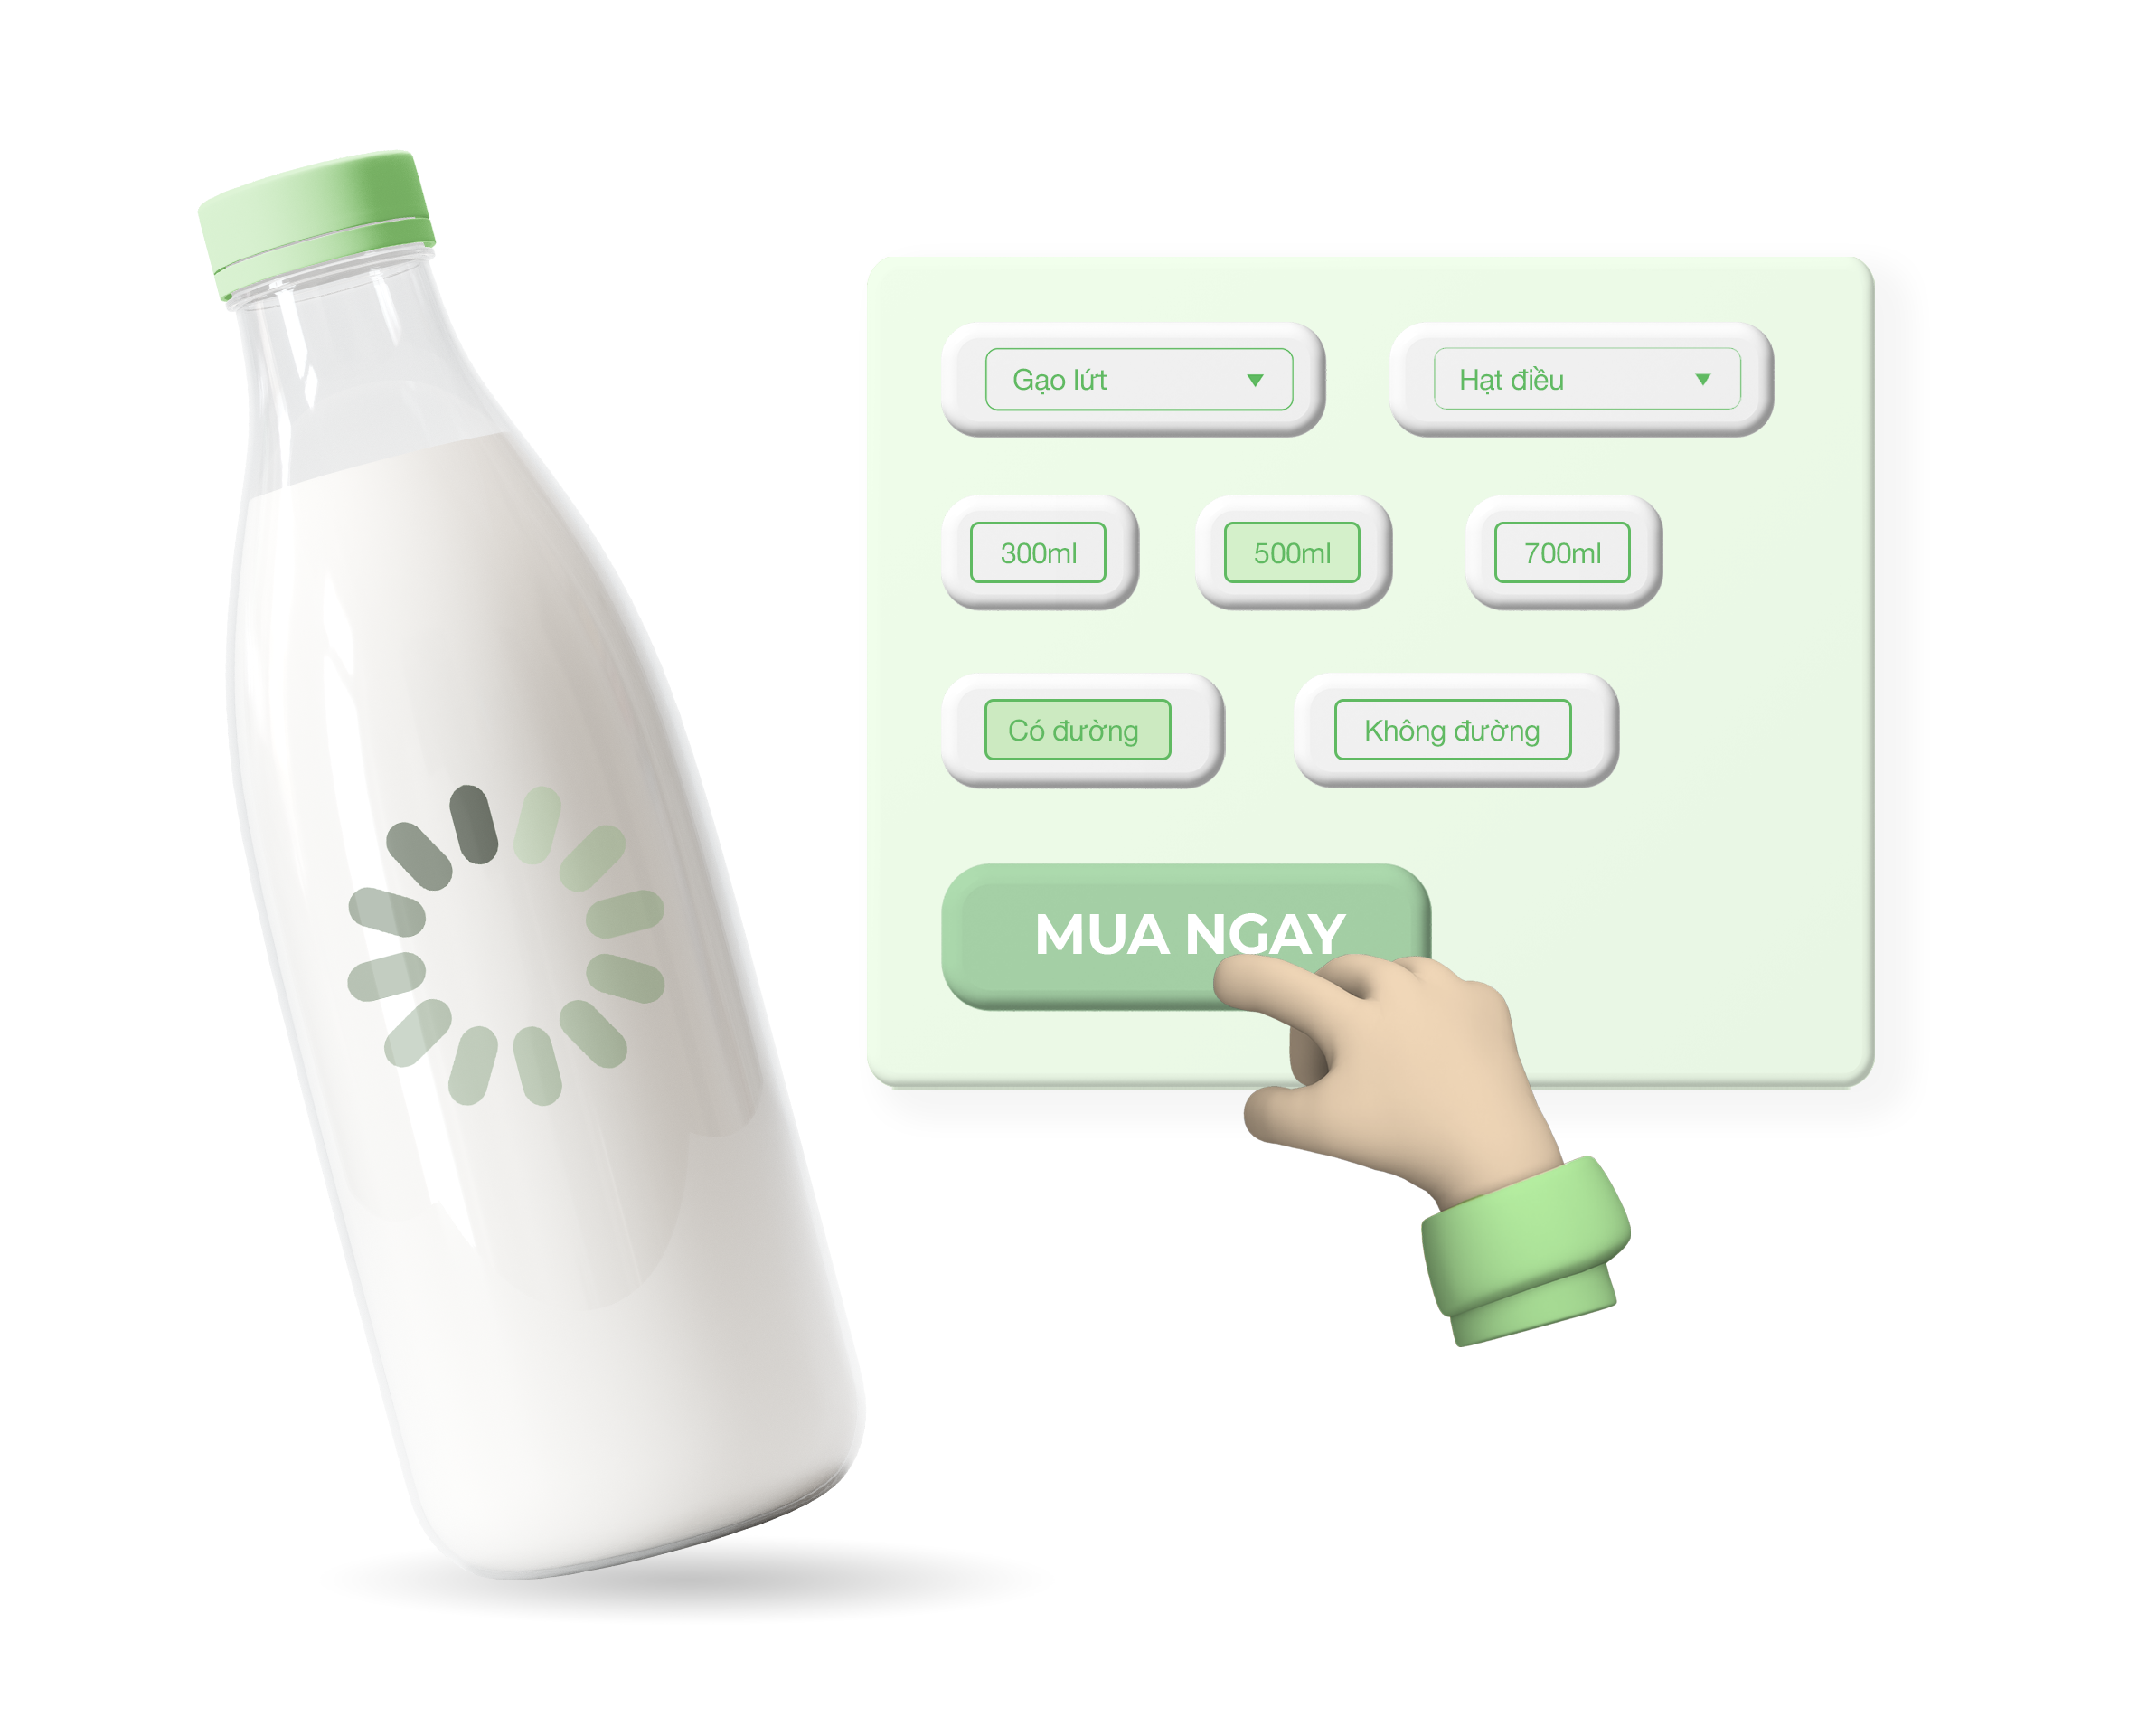 Gạo lứt
Hạt điều
300ml
500ml
700ml
Có đường
Không đường
MUA NGAY